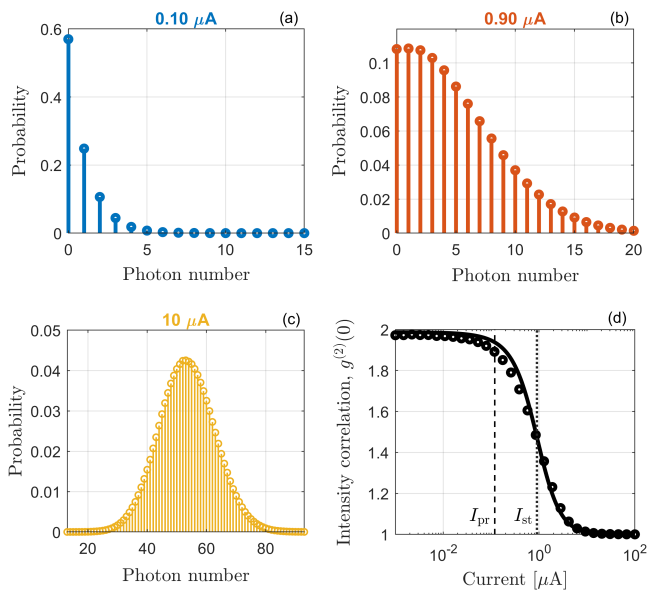 0.10 μA
(a)
Probability
0.6
0.4
0.2
0
0 5 10 15
Photon number
0.90 μA
(b)
Probability
0.1
0.08
0.06
0.04
0.02
0
0 5 10 15 20
Photon number
10 μA
(c)
Probability
0.05
0.04
0.03
0.02
0.01
0
20 40 60 80
Photon number
(d)
Intensity correlation, g⁽²⁾(0)
2
1.8
1.6
1.4
1.2
1
I_pr I_st
10⁻² 10⁰ 10²
Current [μA]